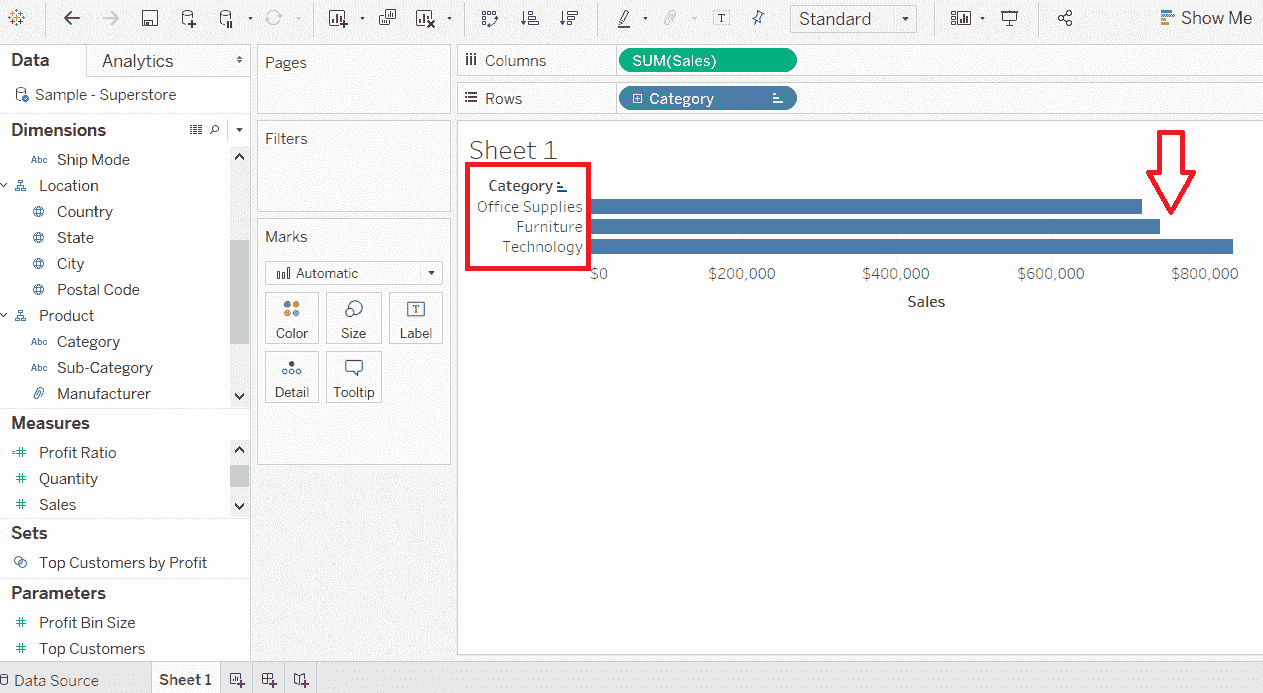 Standard
Show Me
Data
Analytics
Sample - Superstore
Dimensions
Abc Ship Mode
Location
Country
State
City
Postal Code
Product
Abc Category
Abc Sub-Category
Manufacturer
Measures
Profit Ratio
Quantity
Sales
Sets
Top Customers by Profit
Parameters
Profit Bin Size
Top Customers
Pages
Filters
Marks
Automatic
Color Size T Label
Detail Tooltip
Columns SUM(Sales)
Rows Category
Sheet 1
Category
Office Supplies
Furniture
Technology
$0 $200,000 $400,000 $600,000 $800,000
Sales
Data Source Sheet 1